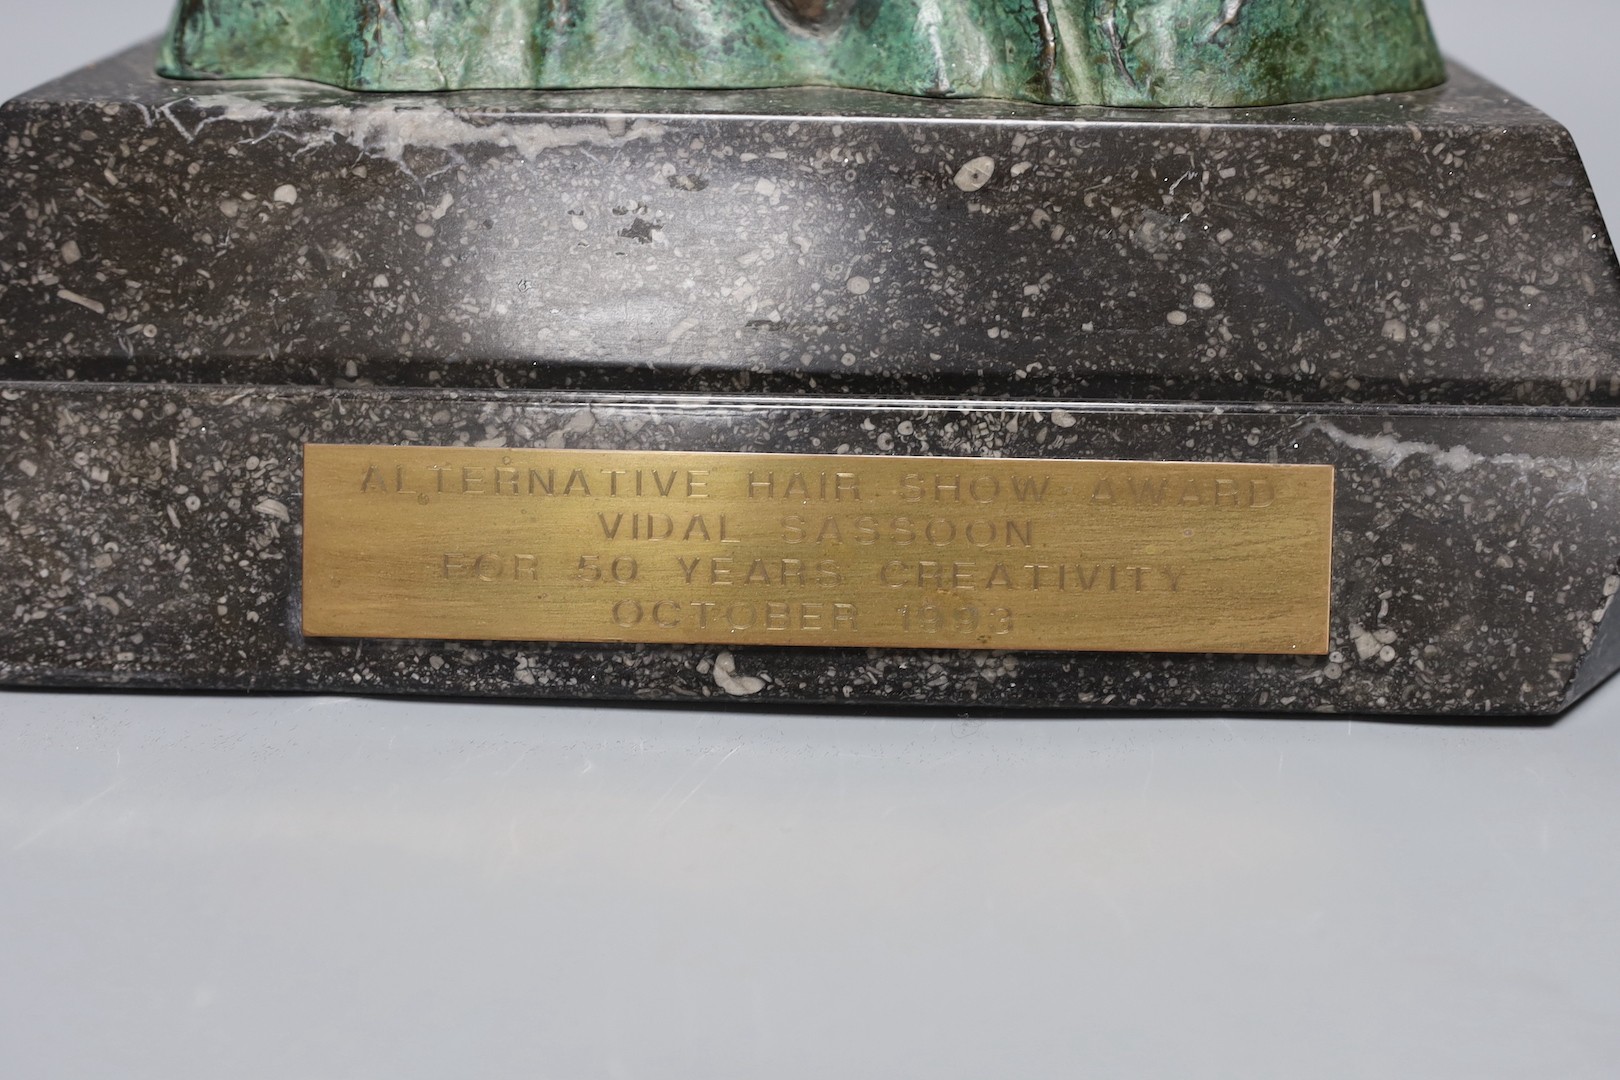 ALTERNATIVE HAIR SHOW AWARD
VIDAL SASSOON
FOR 50 YEARS CREATIVITY
OCTOBER 1993